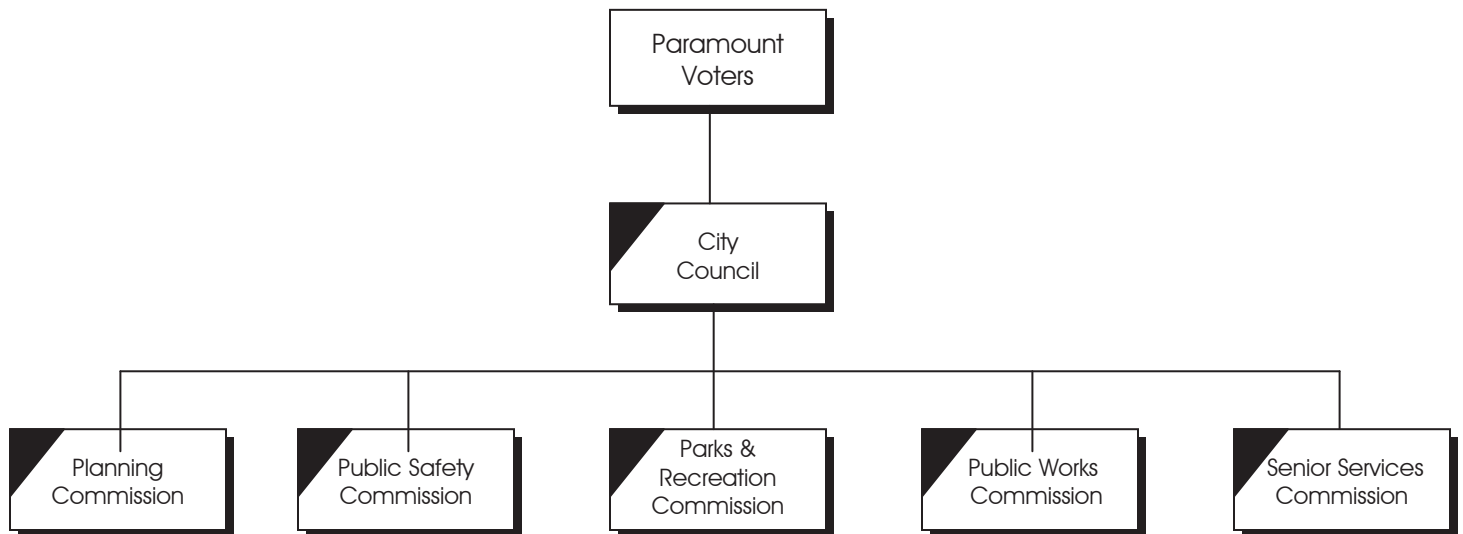 Paramount
Voters
City
Council
Planning
Commission
Public Safety
Commission
Parks &
Recreation
Commission
Public Works
Commission
Senior Services
Commission